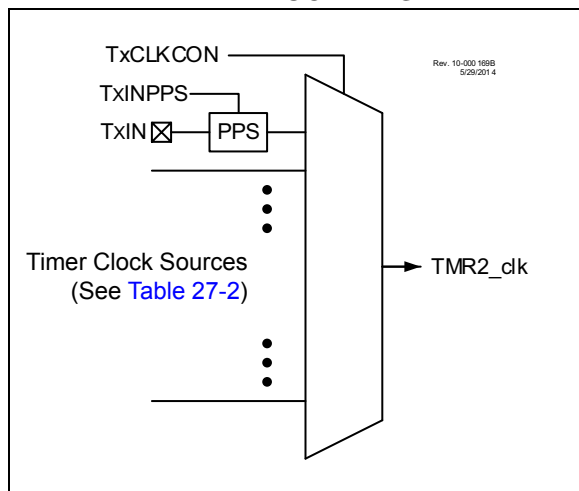 TxCLKCON
Rev. 10-000 169B
5/29/2014
TxINPPS
TxIN
PPS
Timer Clock Sources
(See Table 27-2)
TMR2_clk